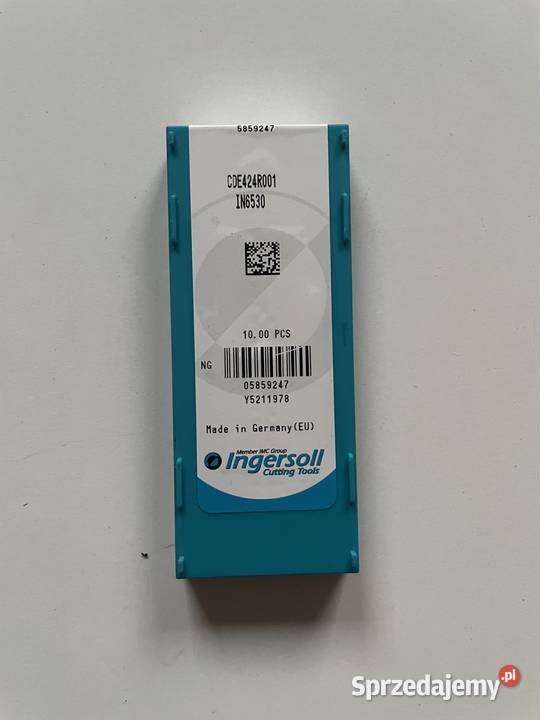 5859247
CDE424R001
IN6530
10.00 PCS
NG
05859247
Y5211978
Made in Germany(EU)
Member IMC Group
Ingersoll
Cutting Tools
Sprzedajemy.pl